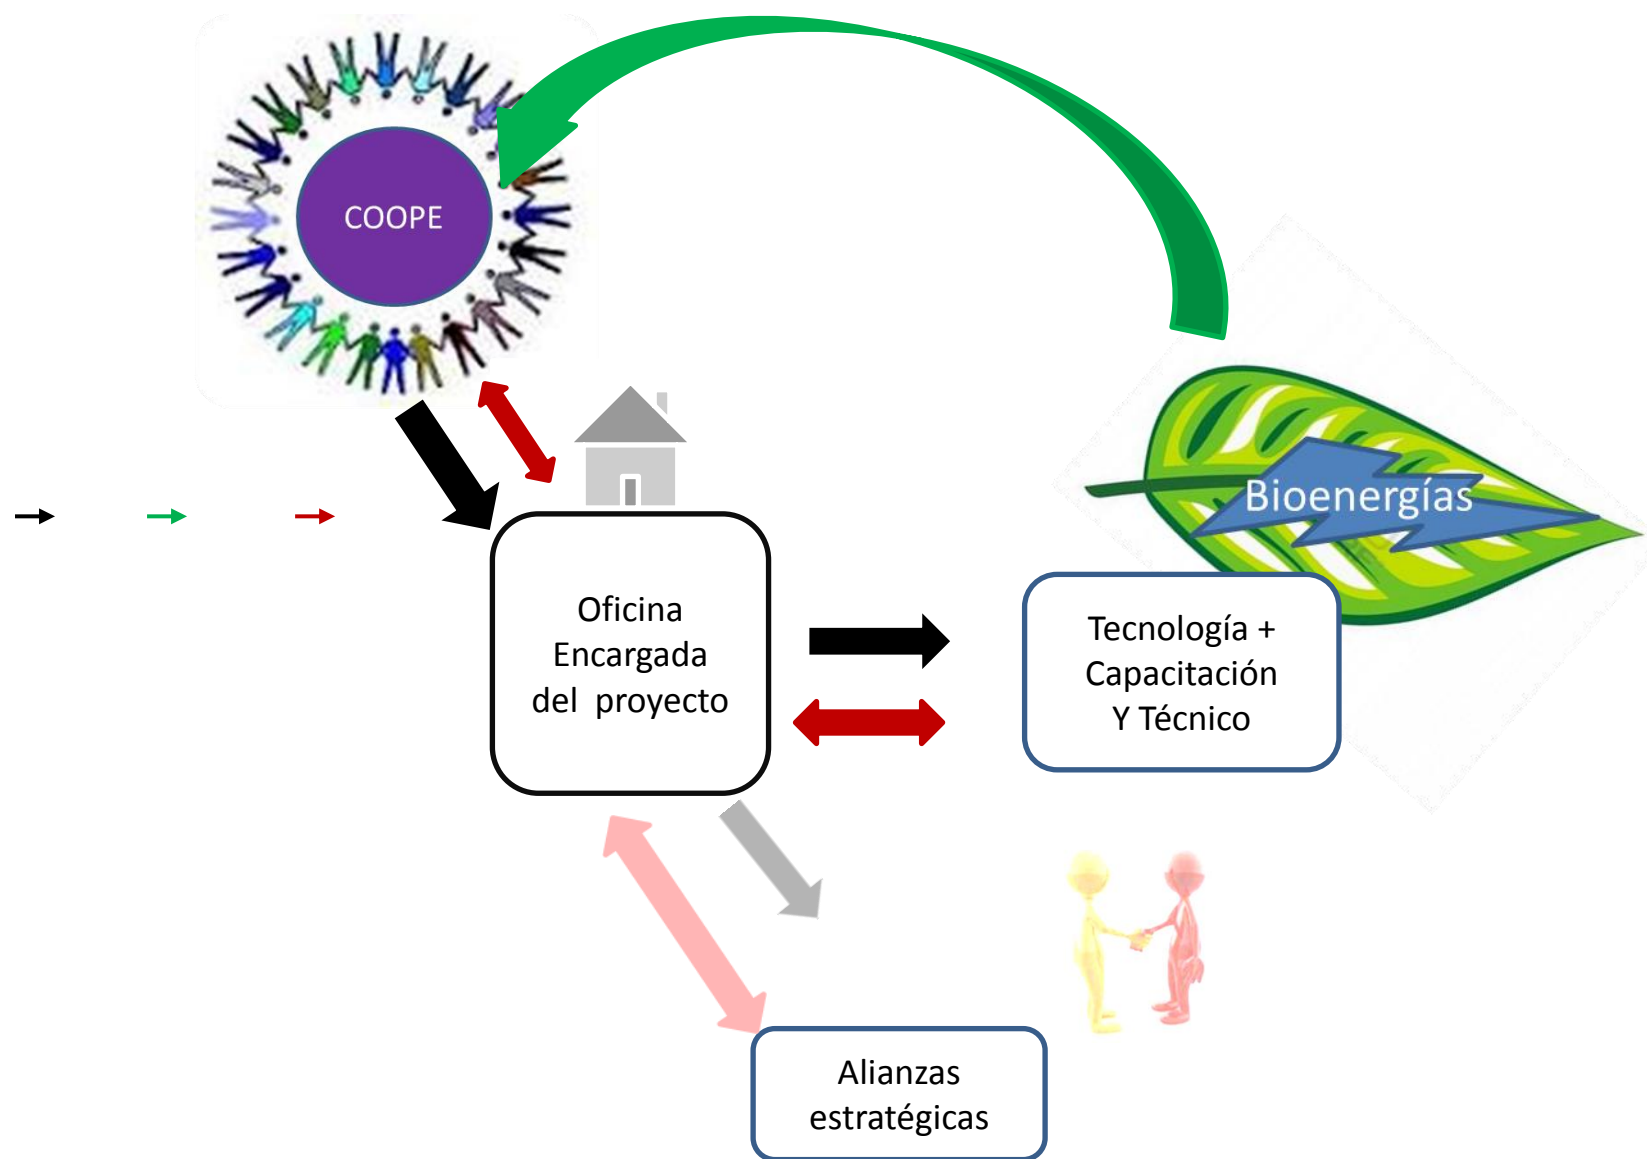 COOPE
Bioenergías
Oficina
Encargada
del proyecto
Tecnología +
Capacitación
Y Técnico
Alianzas
estratégicas